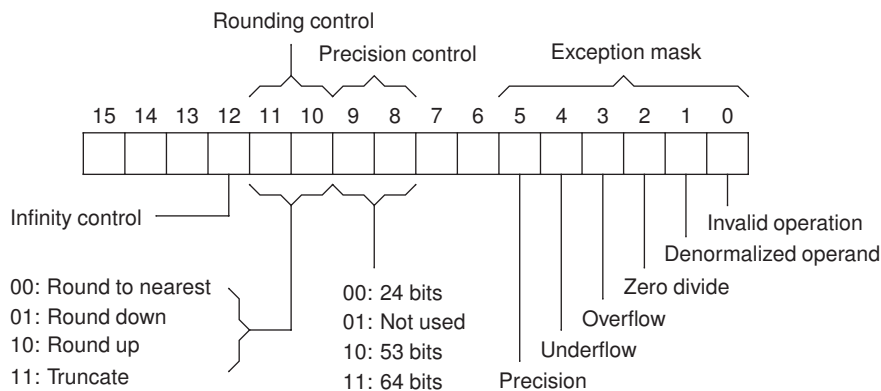 Rounding control
Precision control
Exception mask
15 14 13 12 11 10 9 8 7 6 5 4 3 2 1 0
Infinity control
Invalid operation
Denormalized operand
Zero divide
Overflow
Underflow
Precision
00: Round to nearest
01: Round down
10: Round up
11: Truncate
00: 24 bits
01: Not used
10: 53 bits
11: 64 bits